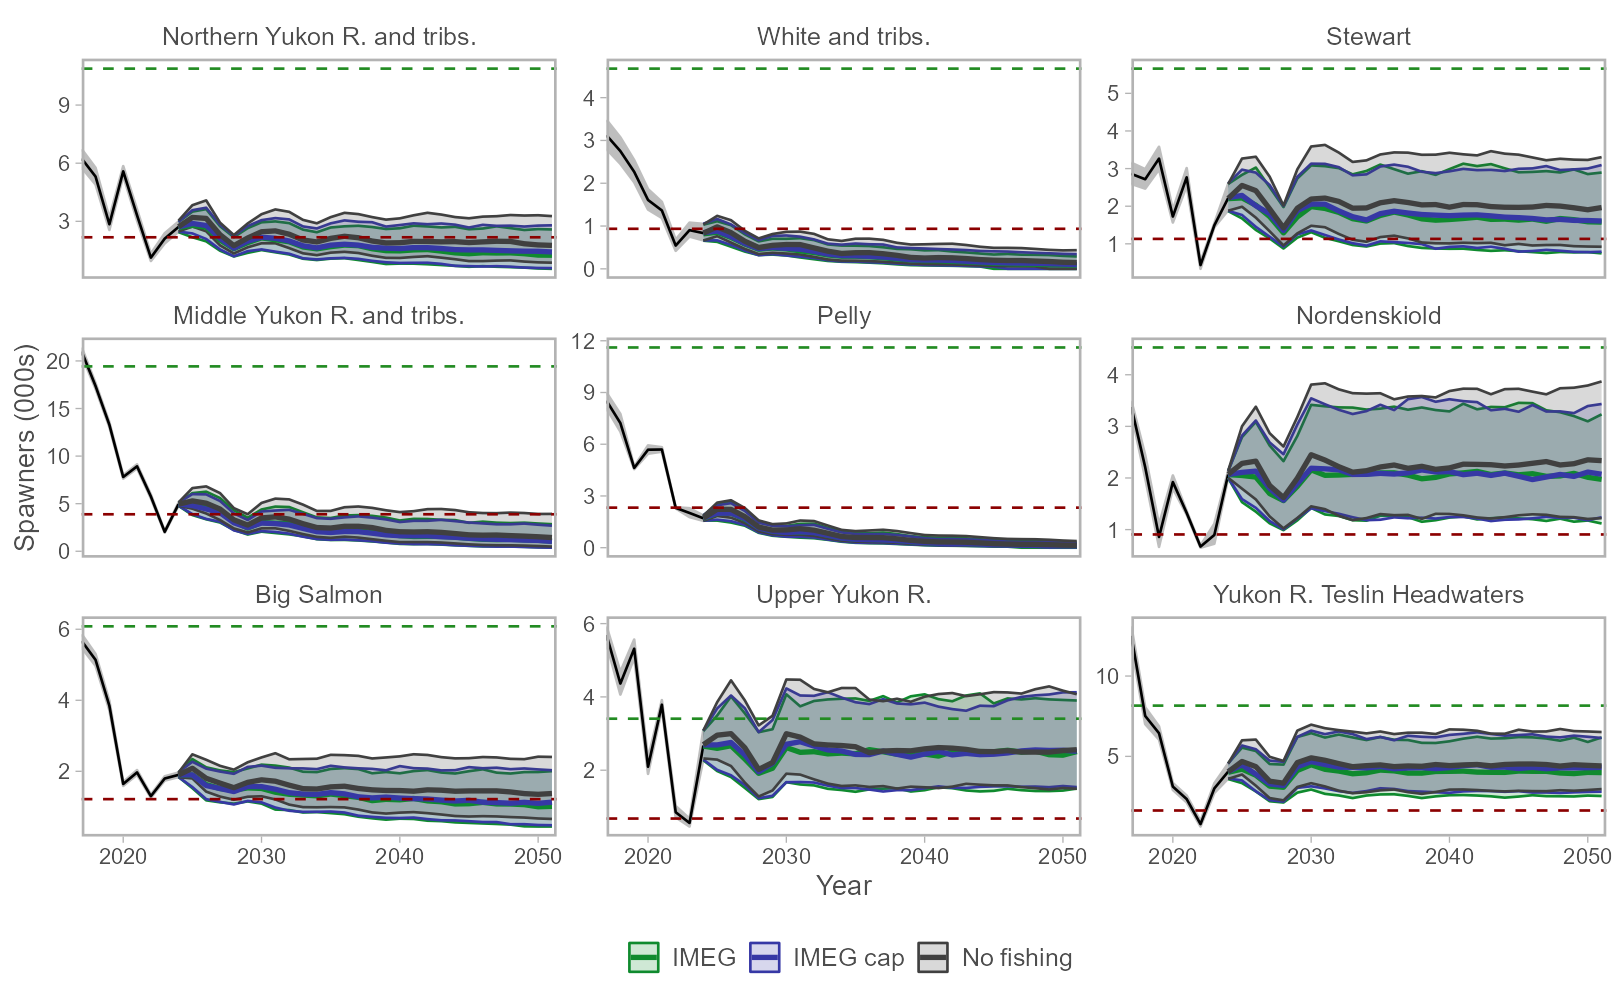 Northern Yukon R. and tribs.
White and tribs.
Stewart
9
6
3
4
3
2
1
0
5
4
3
2
1
Middle Yukon R. and tribs.
Pelly
Nordenskiold
Spawners (000s)
20
15
10
5
0
12
9
6
3
0
4
3
2
1
Big Salmon
Upper Yukon R.
Yukon R. Teslin Headwaters
6
4
2
6
4
2
10
5
2020 2030 2040 2050
2020 2030 2040 2050
2020 2030 2040 2050
Year
IMEG IMEG cap No fishing